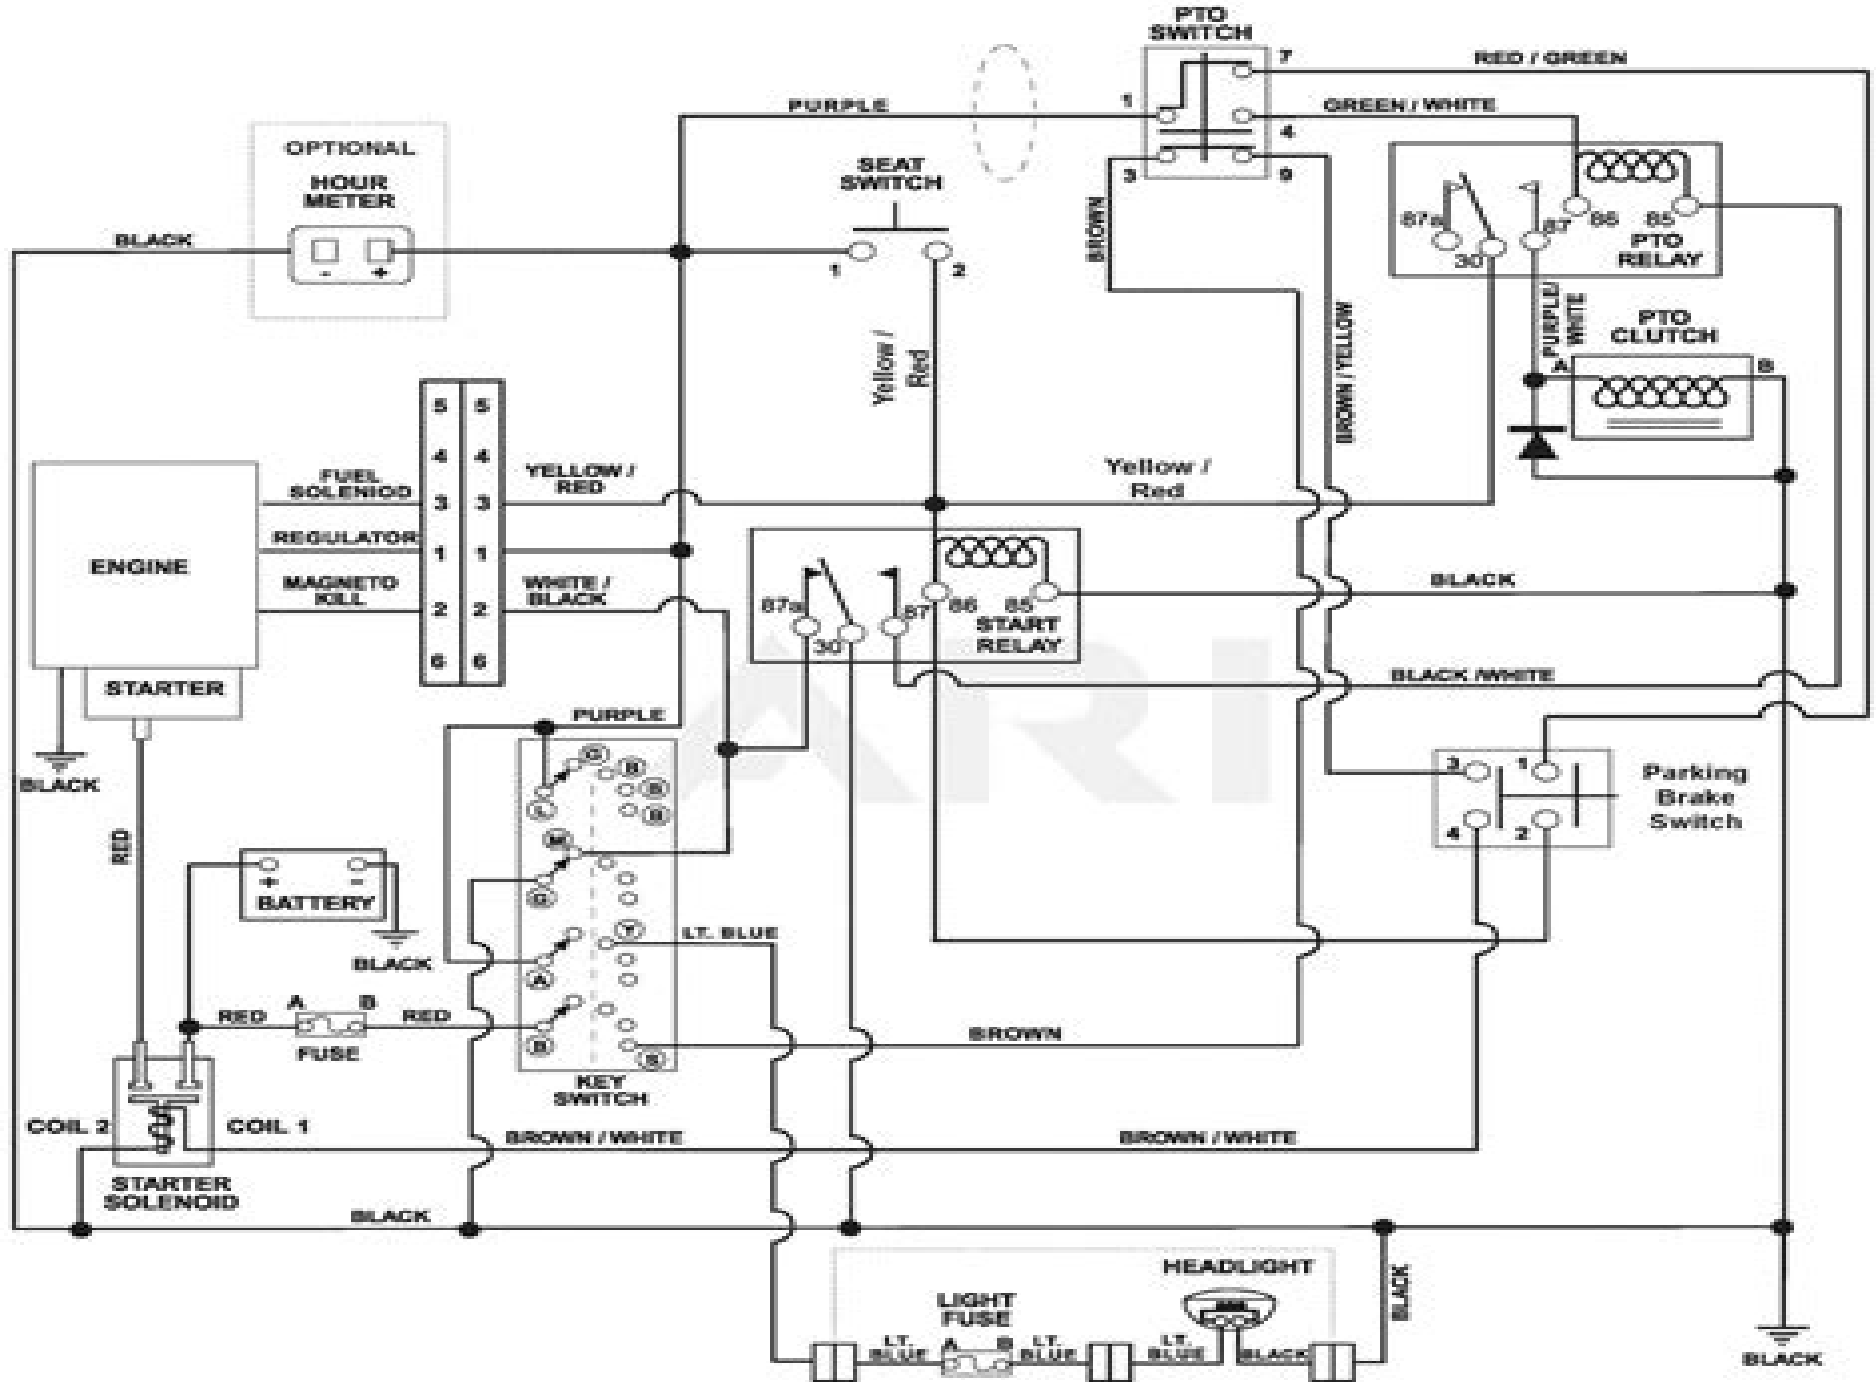 PTO
SWITCH
7
RED / GREEN
PURPLE
1
GREEN / WHITE
4
3
9
OPTIONAL
HOUR
METER
- +
BLACK
SEAT
SWITCH
1 2
BROWN
87a 30 87 86 85
PTO
RELAY
PURPLE/
WHITE
PTO
CLUTCH
A B
BROWN / YELLOW
Yellow /
Red
5 5
4 4
3 3
1 1
2 2
6 6
FUEL
SOLENIOD
YELLOW /
RED
Yellow /
Red
REGULATOR
ENGINE
MAGNETO
KILL
WHITE /
BLACK
87a 30 87 86 85
START
RELAY
BLACK
BLACK /WHITE
ARI
STARTER
BLACK
PURPLE
G
B
S
L
M
G
Y
A
B
S
KEY
SWITCH
3 1
4 2
Parking
Brake
Switch
RED
+ -
BATTERY
BLACK
LT. BLUE
RED
A B
RED
FUSE
BROWN
COIL 2
COIL 1
BROWN / WHITE
BROWN / WHITE
STARTER
SOLENOID
BLACK
HEADLIGHT
LIGHT
FUSE
LT.
BLUE
A B
LT.
BLUE
LT.
BLUE
BLACK
BLACK
BLACK